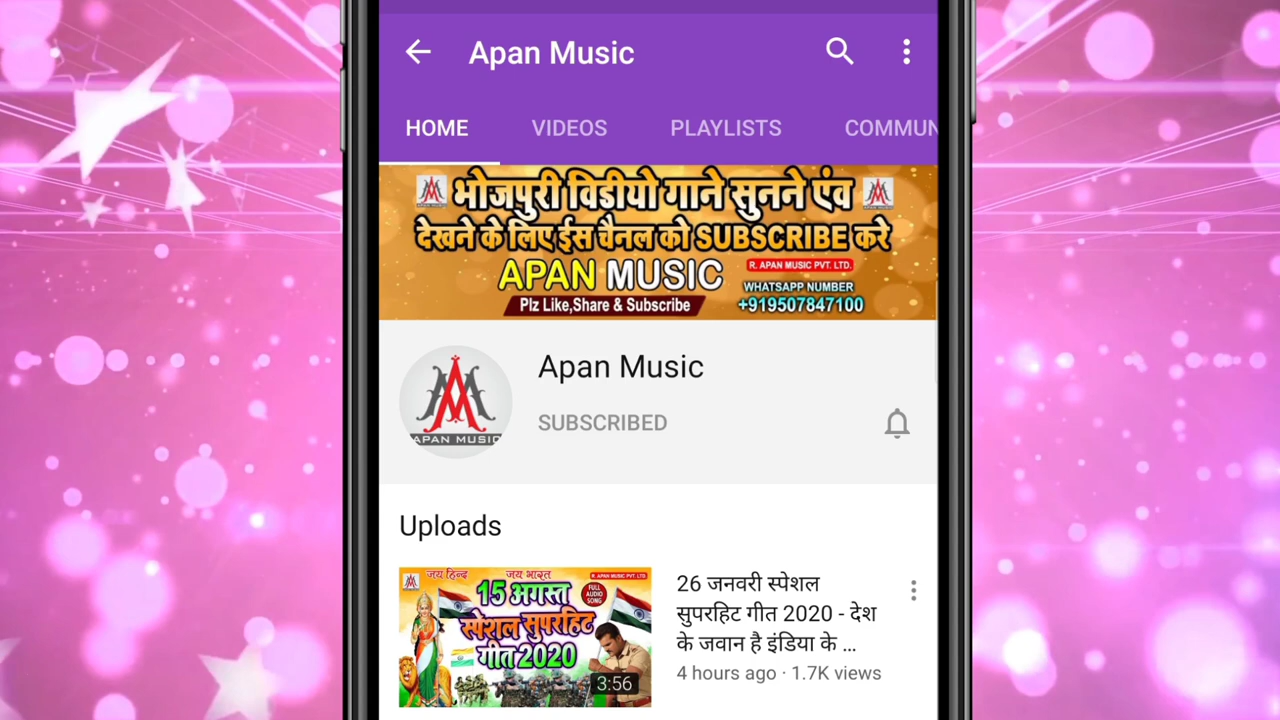 Apan Music
HOME VIDEOS PLAYLISTS COMMUN
भोजपुरी विडीयो गाने सुनने एंव
देखने के लिए ईस चैनल को SUBSCRIBE करे
APAN MUSIC
R. APAN MUSIC PVT. LTD.
WHATSAPP NUMBER
+919507847100
Plz Like,Share & Subscribe
Apan Music
SUBSCRIBED
APAN MUSIC
Uploads
जय हिन्द जय भारत
R. APAN MUSIC PVT. LTD
15 अगस्त
FULL
AUDIO
SONG
स्पेशल सुपरहिट
गीत 2020
3:56
26 जनवरी स्पेशल
सुपरहिट गीत 2020 - देश
के जवान है इंडिया के ...
4 hours ago · 1.7K views